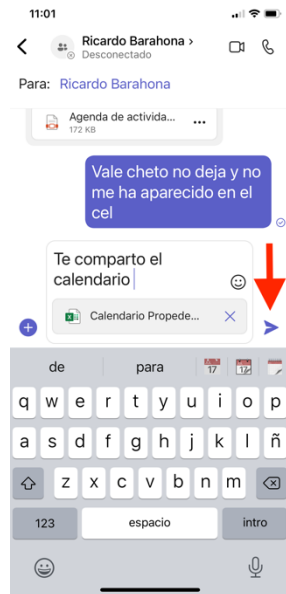 11:01
Ricardo Barahona >
Desconectado
Para: Ricardo Barahona
Agenda de activida...
172 KB
Vale cheto no deja y no
me ha aparecido en el
cel
Te comparto el
calendario
Calendario Propede...
de para 17 12
q w e r t y u i o p
a s d f g h j k l ñ
z x c v b n m
123 espacio intro